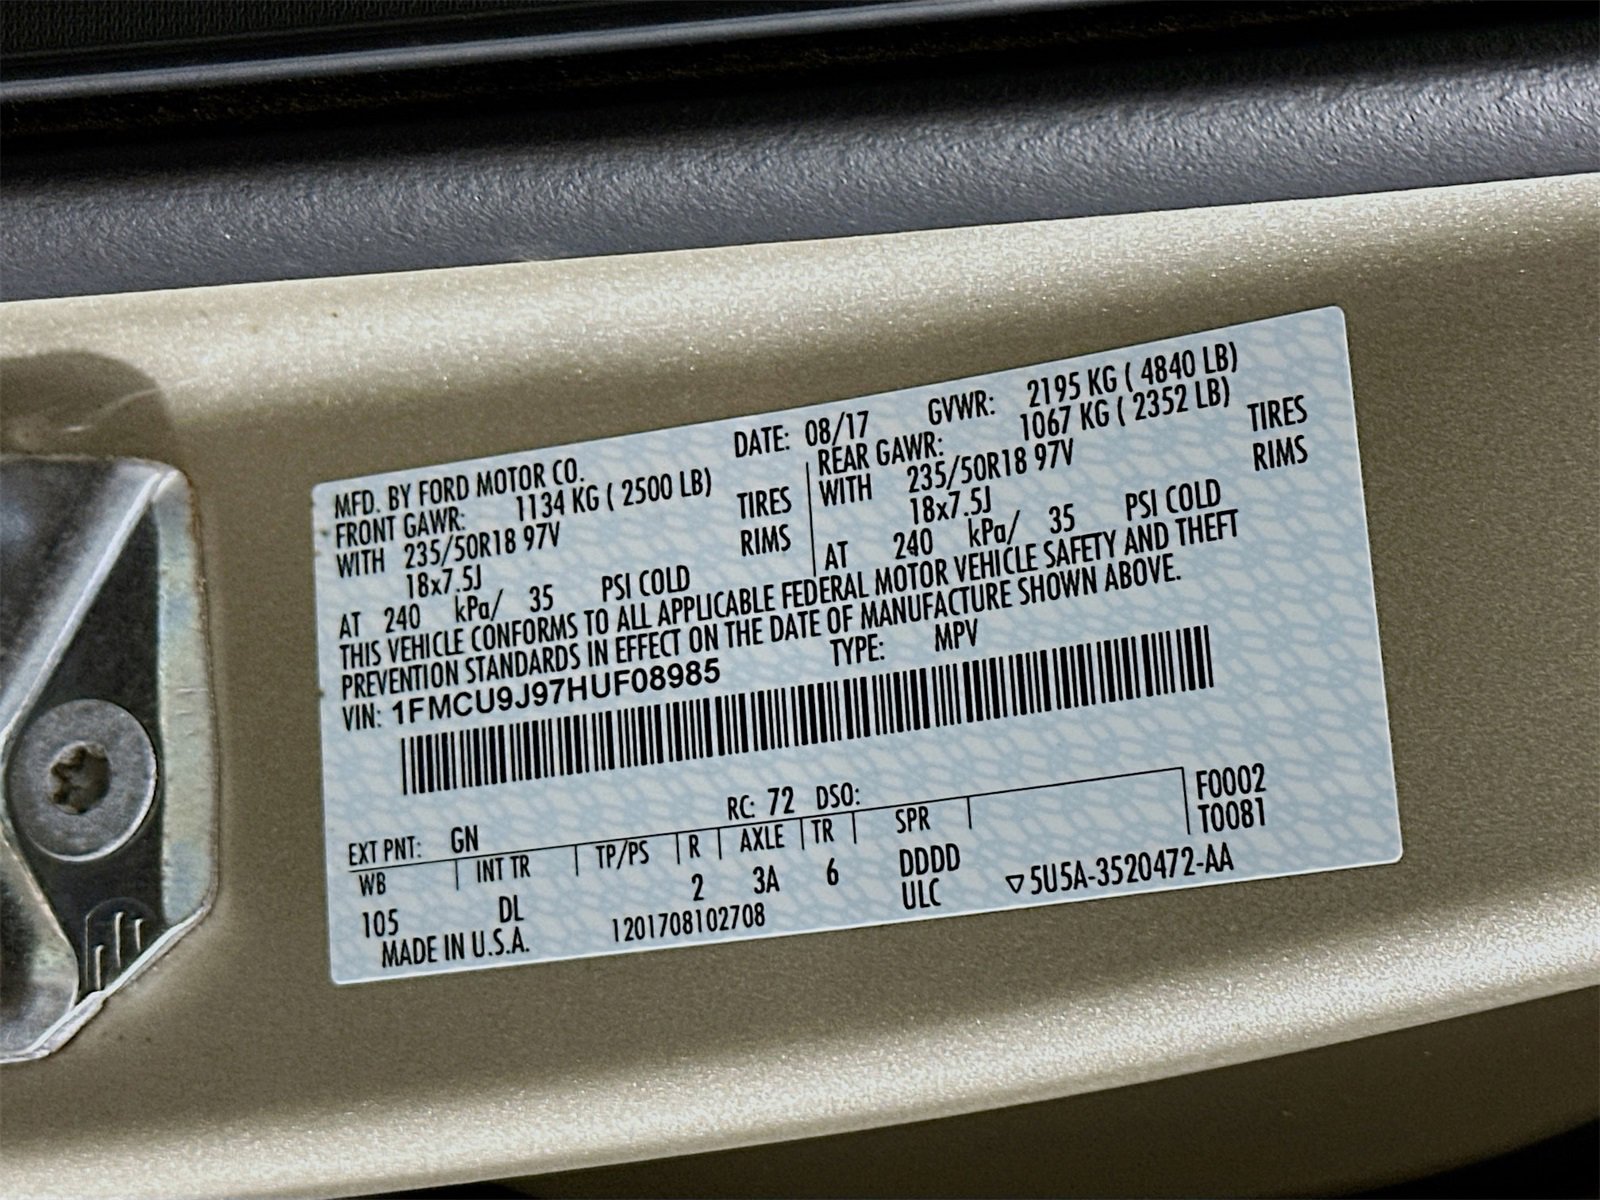 MFD. BY FORD MOTOR CO. DATE: 08/17 GVWR: 2195 KG ( 4840 LB)
FRONT GAWR: 1134 KG ( 2500 LB) REAR GAWR: 1067 KG ( 2352 LB)
WITH 235/50R18 97V TIRES WITH 235/50R18 97V TIRES
18x7.5J RIMS 18x7.5J RIMS
AT 240 kPa/ 35 PSI COLD AT 240 kPa/ 35 PSI COLD
THIS VEHICLE CONFORMS TO ALL APPLICABLE FEDERAL MOTOR VEHICLE SAFETY AND THEFT
PREVENTION STANDARDS IN EFFECT ON THE DATE OF MANUFACTURE SHOWN ABOVE.
VIN: 1FMCU9J97HUF08985 TYPE: MPV
F0002
T0081
EXT PNT: GN RC: 72 DSO:
WB INT TR TP/PS R AXLE TR SPR
105 DL 2 3A 6 DDDD
ULC
MADE IN U.S.A. 1201708102708 5U5A-3520472-AA